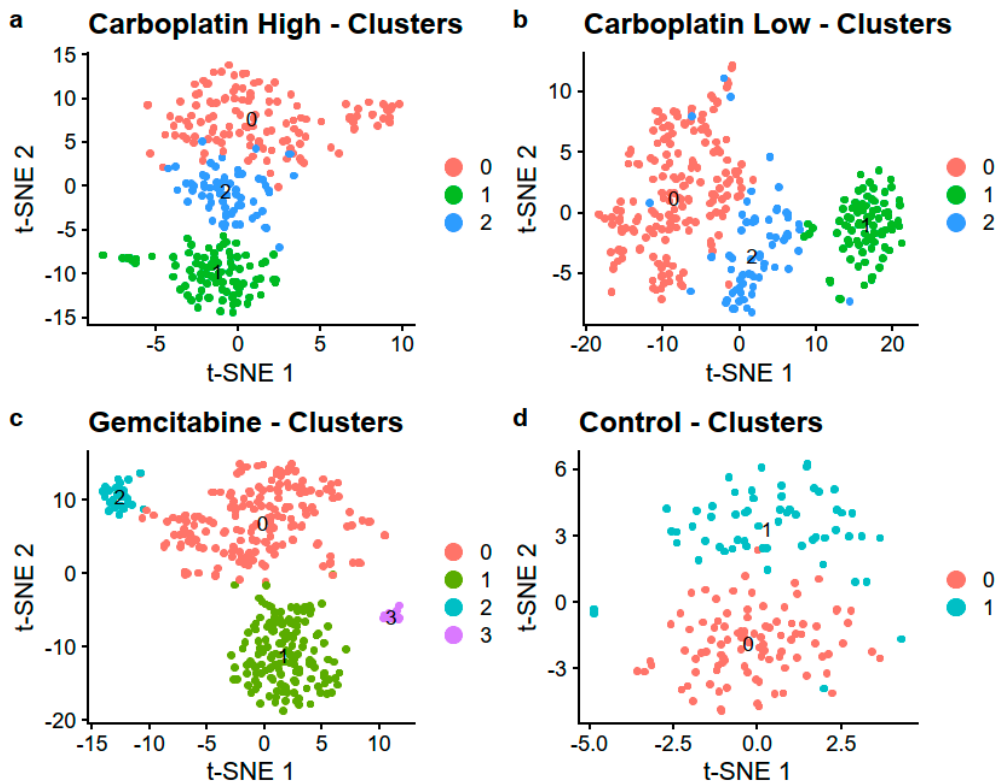 a Carboplatin High - Clusters
15
10
5
0
-5
-10
-15
t-SNE 2
0
2
1
-5 0 5 10
t-SNE 1
0
1
2
b Carboplatin Low - Clusters
10
5
0
-5
t-SNE 2
0
2
1
-20 -10 0 10 20
t-SNE 1
0
1
2
c Gemcitabine - Clusters
10
0
-10
-20
t-SNE 2
2
0
3
1
-15 -10 -5 0 5 10
t-SNE 1
0
1
2
3
d Control - Clusters
6
3
0
-3
t-SNE 2
1
0
-5.0 -2.5 0.0 2.5
t-SNE 1
0
1